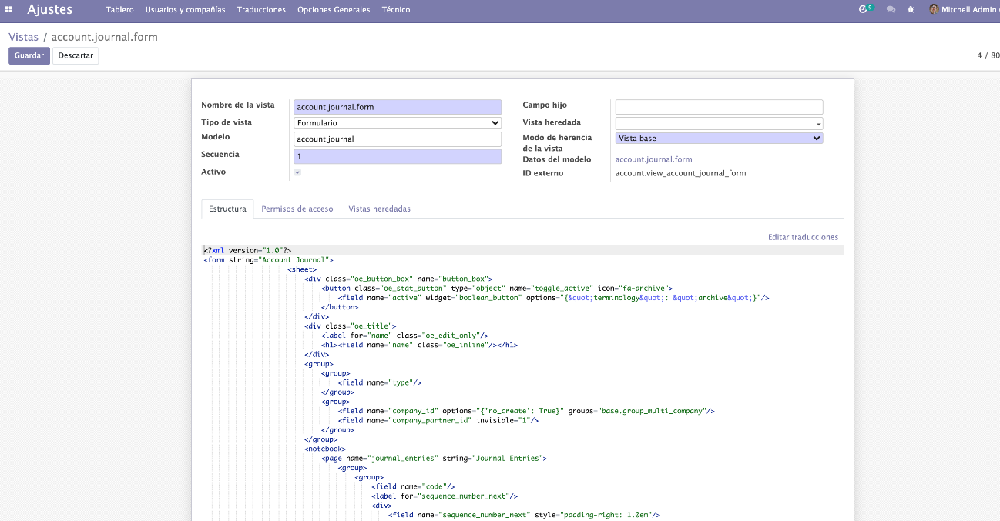 Ajustes Tablero Usuarios y compañías Traducciones Opciones Generales Técnico 9 Mitchell Admin
Vistas / account.journal.form
Guardar Descartar 4 / 80
Nombre de la vista account.journal.form
Tipo de vista Formulario
Modelo account.journal
Secuencia 1
Activo
Campo hijo
Vista heredada
Modo de herencia de la vista Vista base
Datos del modelo account.journal.form
ID externo account.view_account_journal_form
Estructura Permisos de acceso Vistas heredadas
Editar traducciones
<?xml version="1.0"?>
<form string="Account Journal">
<sheet>
<div class="oe_button_box" name="button_box">
<button class="oe_stat_button" type="object" name="toggle_active" icon="fa-archive">
<field name="active" widget="boolean_button" options="{&quot;terminology&quot;: &quot;archive&quot;}"/>
</button>
</div>
<div class="oe_title">
<label for="name" class="oe_edit_only"/>
<h1><field name="name" class="oe_inline"/></h1>
</div>
<group>
<group>
<field name="type"/>
</group>
<group>
<field name="company_id" options="{'no_create': True}" groups="base.group_multi_company"/>
<field name="company_partner_id" invisible="1"/>
</group>
</group>
<notebook>
<page name="journal_entries" string="Journal Entries">
<group>
<group>
<field name="code"/>
<label for="sequence_number_next"/>
<div>
<field name="sequence_number_next" style="padding-right: 1.0em"/>